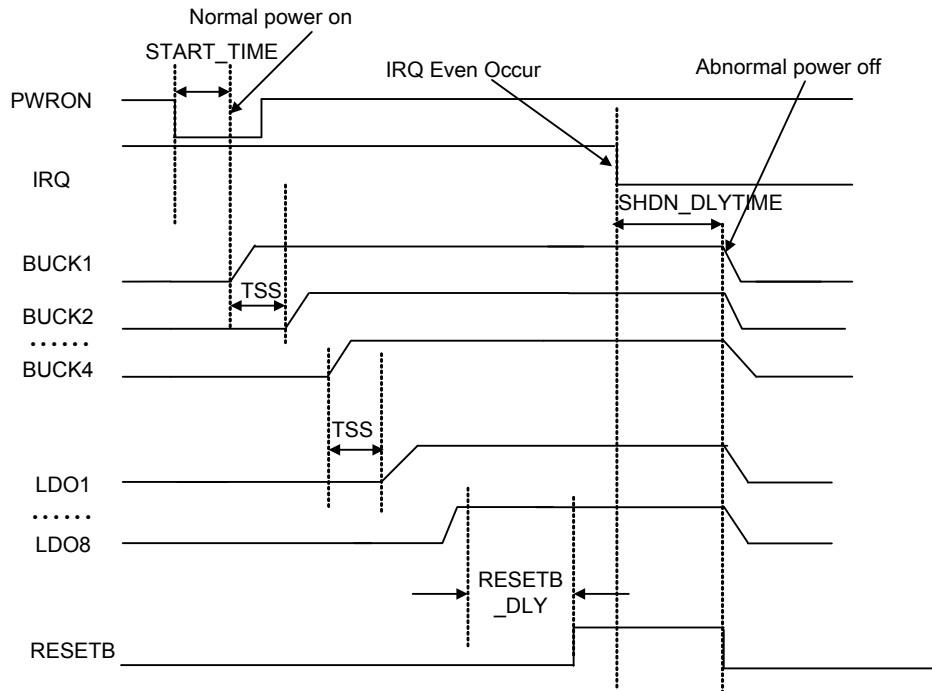 Normal power on
START_TIME
IRQ Even Occur
Abnormal power off
PWRON
IRQ
SHDN_DLYTIME
BUCK1
TSS
BUCK2
......
BUCK4
TSS
LDO1
......
LDO8
RESETB
_DLY
RESETB